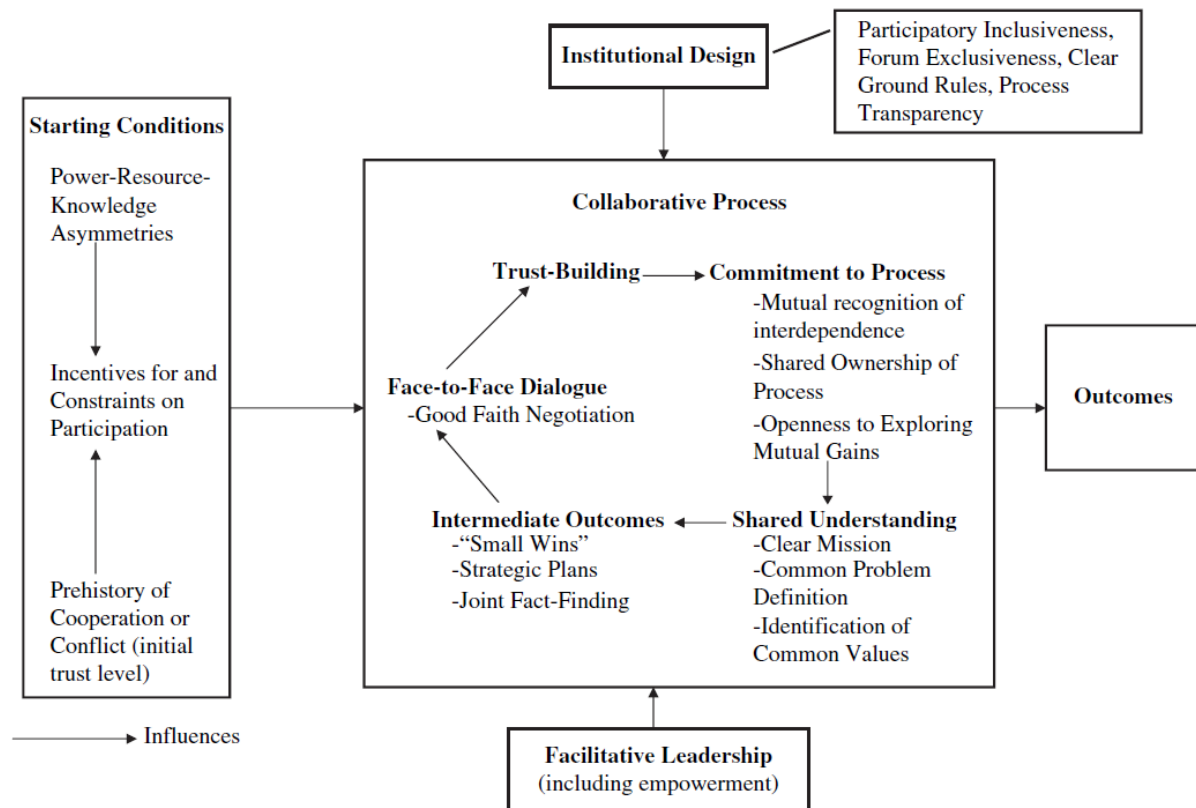 Institutional Design
Participatory Inclusiveness,
Forum Exclusiveness, Clear
Ground Rules, Process
Transparency
Starting Conditions
Power-Resource-
Knowledge
Asymmetries
Incentives for and
Constraints on
Participation
Prehistory of
Cooperation or
Conflict (initial
trust level)
Influences
Collaborative Process
Trust-Building
Commitment to Process
-Mutual recognition of
interdependence
-Shared Ownership of
Process
-Openness to Exploring
Mutual Gains
Face-to-Face Dialogue
-Good Faith Negotiation
Intermediate Outcomes
-“Small Wins”
-Strategic Plans
-Joint Fact-Finding
Shared Understanding
-Clear Mission
-Common Problem
Definition
-Identification of
Common Values
Outcomes
Facilitative Leadership
(including empowerment)